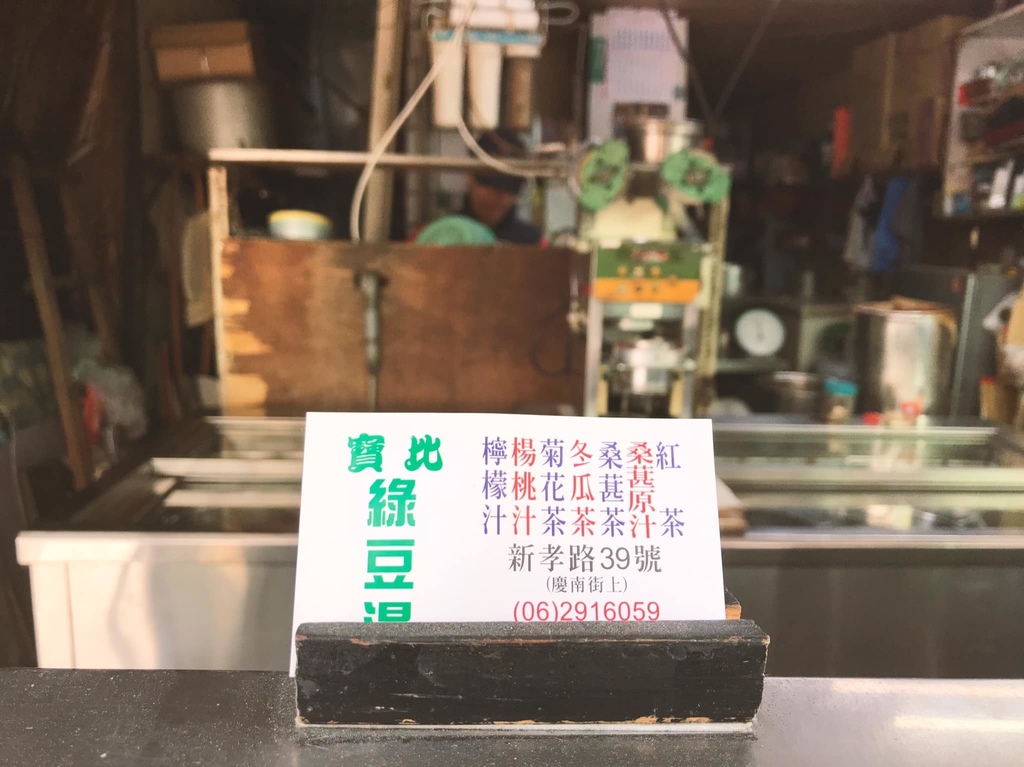 寶比
綠豆湯
紅茶
桑葚原汁
桑葚茶
冬瓜茶
菊花茶
楊桃汁
檸檬汁
新孝路39號
(慶南街上)
(06)2916059